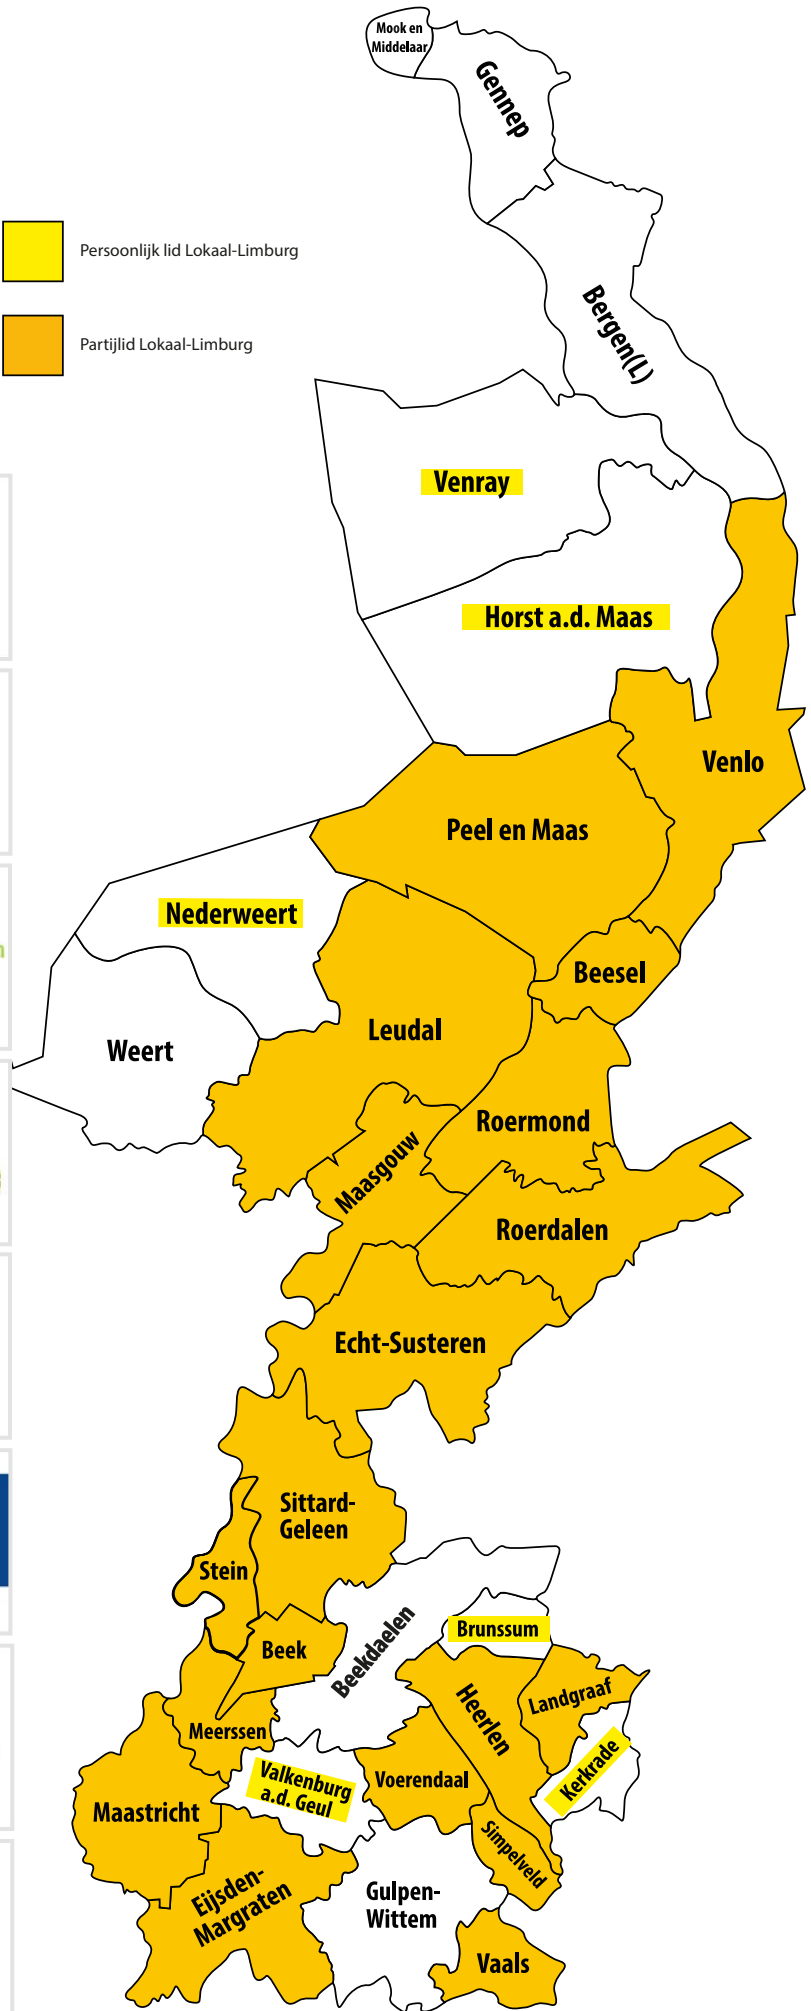 Mook en
Middelaar
Gennep
Persoonlijk lid Lokaal-Limburg
Partijlid Lokaal-Limburg
Bergen(L)
Venray
Horst a.d. Maas
Venlo
Peel en Maas
Nederweert
Beesel
Leudal
Weert
Roermond
Maasgouw
Roerdalen
Echt-Susteren
Sittard-
Geleen
Stein
Beekdaelen
Brunssum
Beek
Landgraaf
Heerlen
Meerssen
Kerkrade
Valkenburg
a.d. Geul
Voerendaal
Maastricht
Simpelveld
Eijsden-
Margraten
Gulpen-
Wittem
Vaals